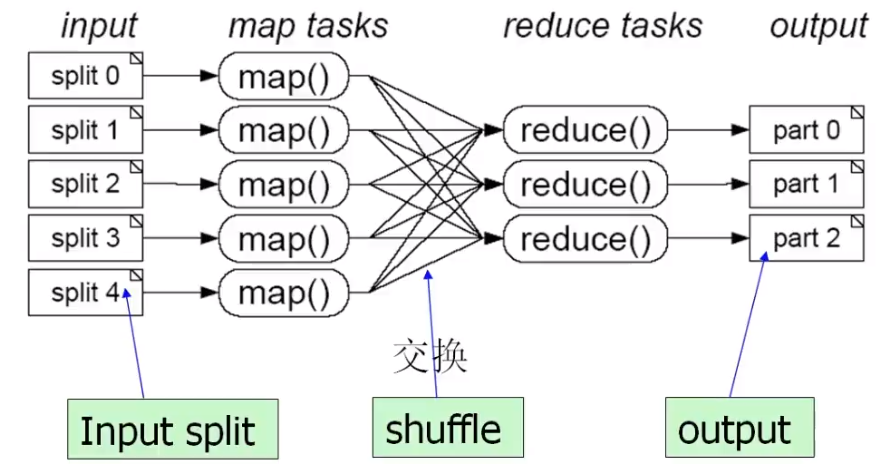 input map tasks reduce tasks output
split 0 map()
split 1 map() reduce() part 0
split 2 map() reduce() part 1
split 3 map() reduce() part 2
split 4 map()
交换
Input split shuffle output